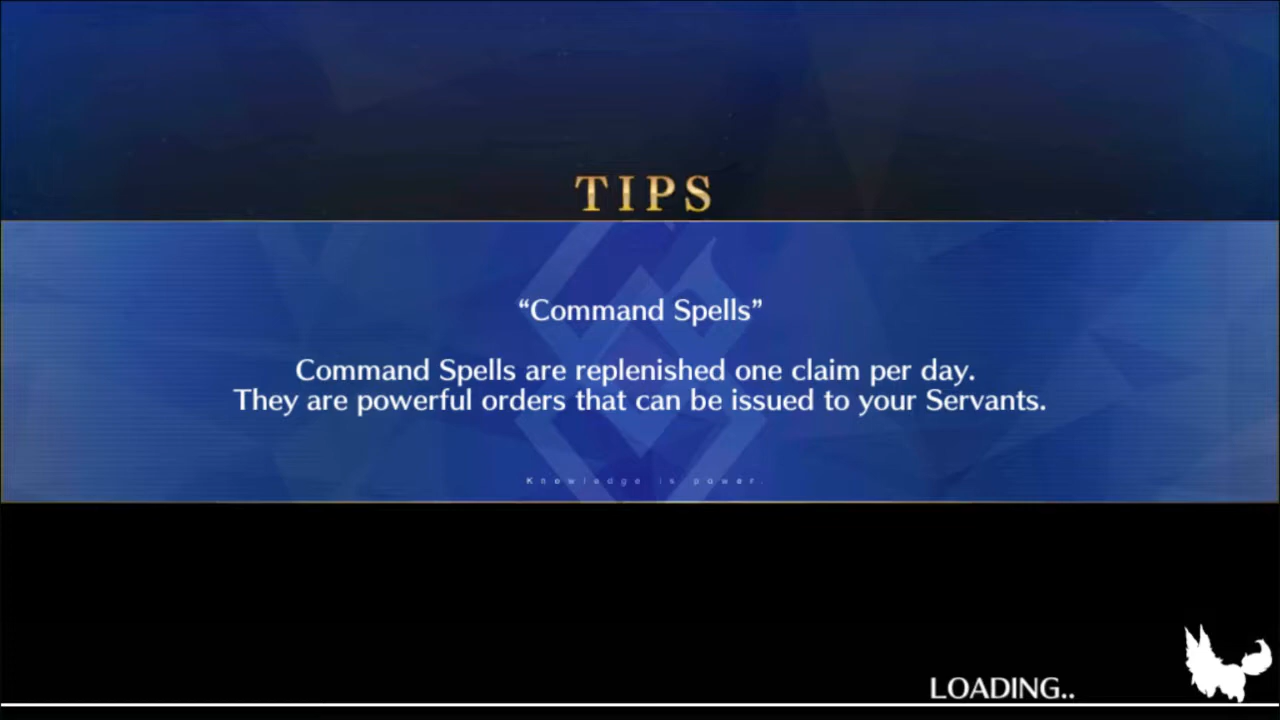 TIPS
“Command Spells”
Command Spells are replenished one claim per day.
They are powerful orders that can be issued to your Servants.
Knowledge is power.
LOADING..